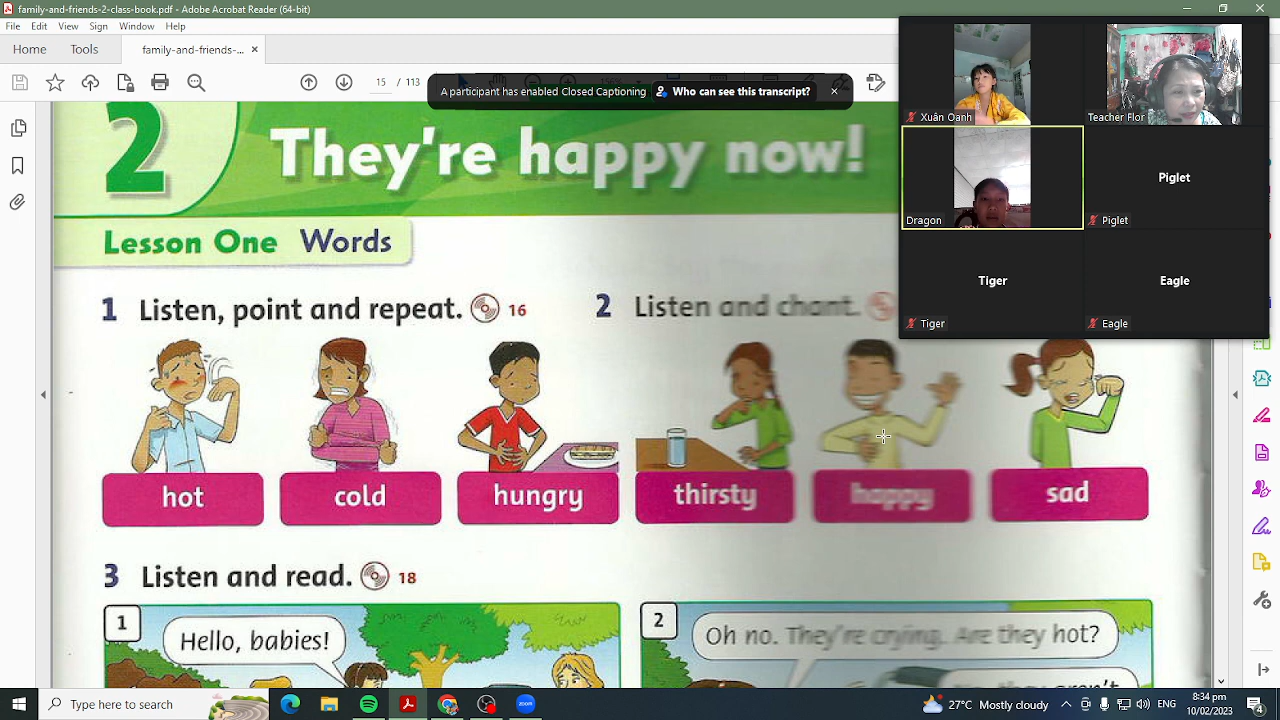 family-and-friends-2-class-book.pdf - Adobe Acrobat Reader (64-bit)
File Edit View Sign Window Help
Home Tools family-and-friends-...
15 / 113
A participant has enabled Closed Captioning Who can see this transcript?
Xuân Oanh
Teacher Flor
Dragon
Piglet
Piglet
Tiger
Eagle
Tiger
Eagle
2 They're happy now!
Lesson One Words
1 Listen, point and repeat. 16
2 Listen and chant.
hot cold hungry thirsty happy sad
3 Listen and read. 18
1
Hello, babies!
2
Oh no. They're crying. Are they hot?
they aren't
Type here to search
zoom
27°C Mostly cloudy
ENG
8:34 pm
10/02/2023
4